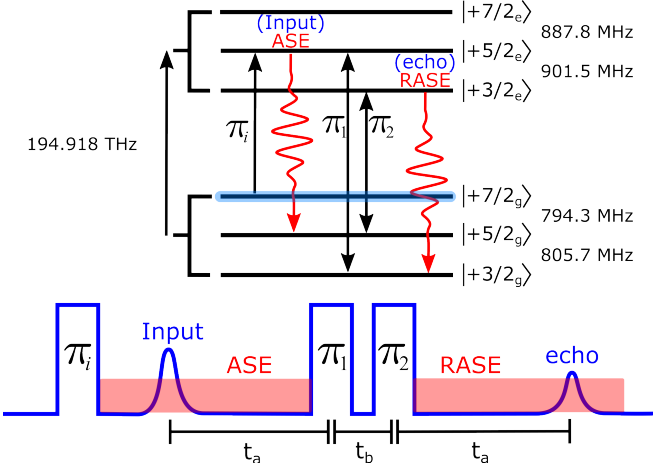 |+7/2e⟩
887.8 MHz
(Input)
ASE
|+5/2e⟩
(echo)
RASE
901.5 MHz
|+3/2e⟩
πi
π1
π2
194.918 THz
|+7/2g⟩
794.3 MHz
|+5/2g⟩
805.7 MHz
|+3/2g⟩
πi
Input
ASE
π1
π2
RASE
echo
ta
tb
ta